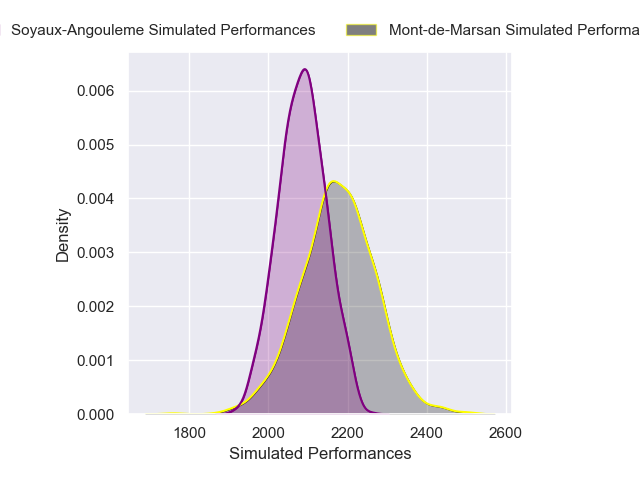 Soyaux-Angouleme Simulated Performances
Mont-de-Marsan Simulated Performa
0.006
0.005
0.004
0.003
0.002
0.001
0.000
Density
1800 2000 2200 2400 2600
Simulated Performances